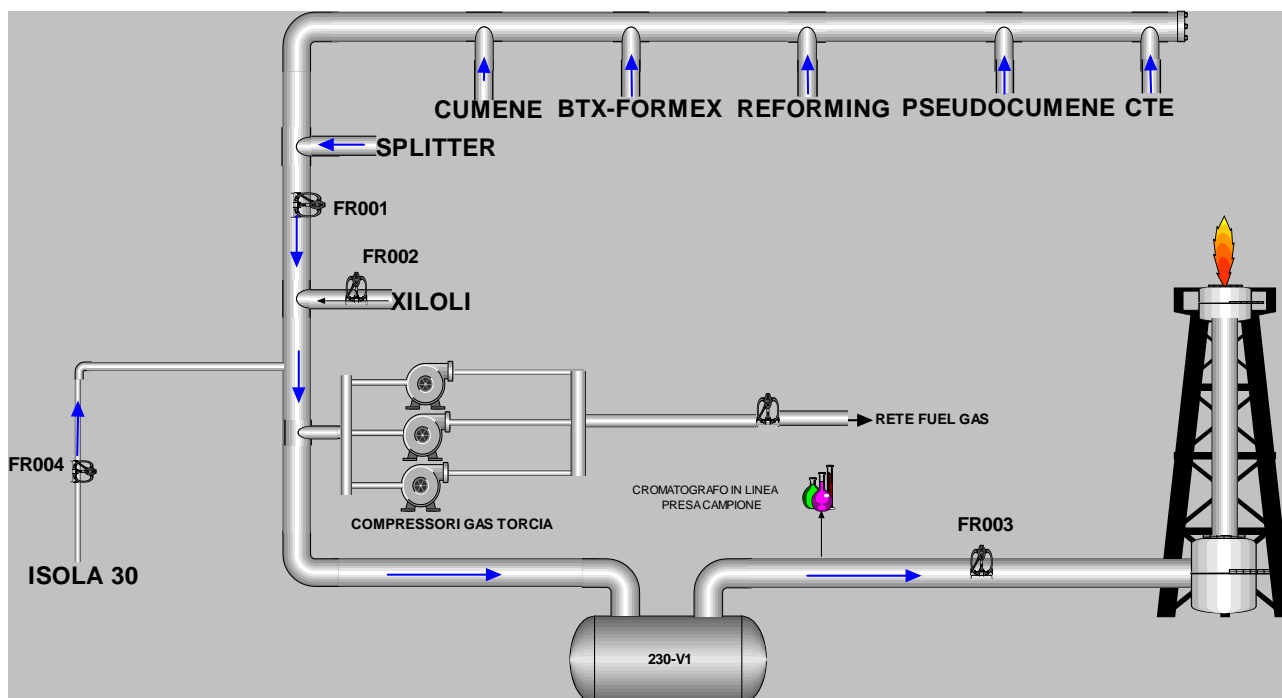 CUMENE
BTX-FORMEX
REFORMING
PSEUDOCUMENE
CTE
SPLITTER
FR001
FR002
XILOLI
RETE FUEL GAS
FR004
CROMATOGRAFO IN LINEA
PRESA CAMPIONE
COMPRESSORI GAS TORCIA
FR003
ISOLA 30
230-V1